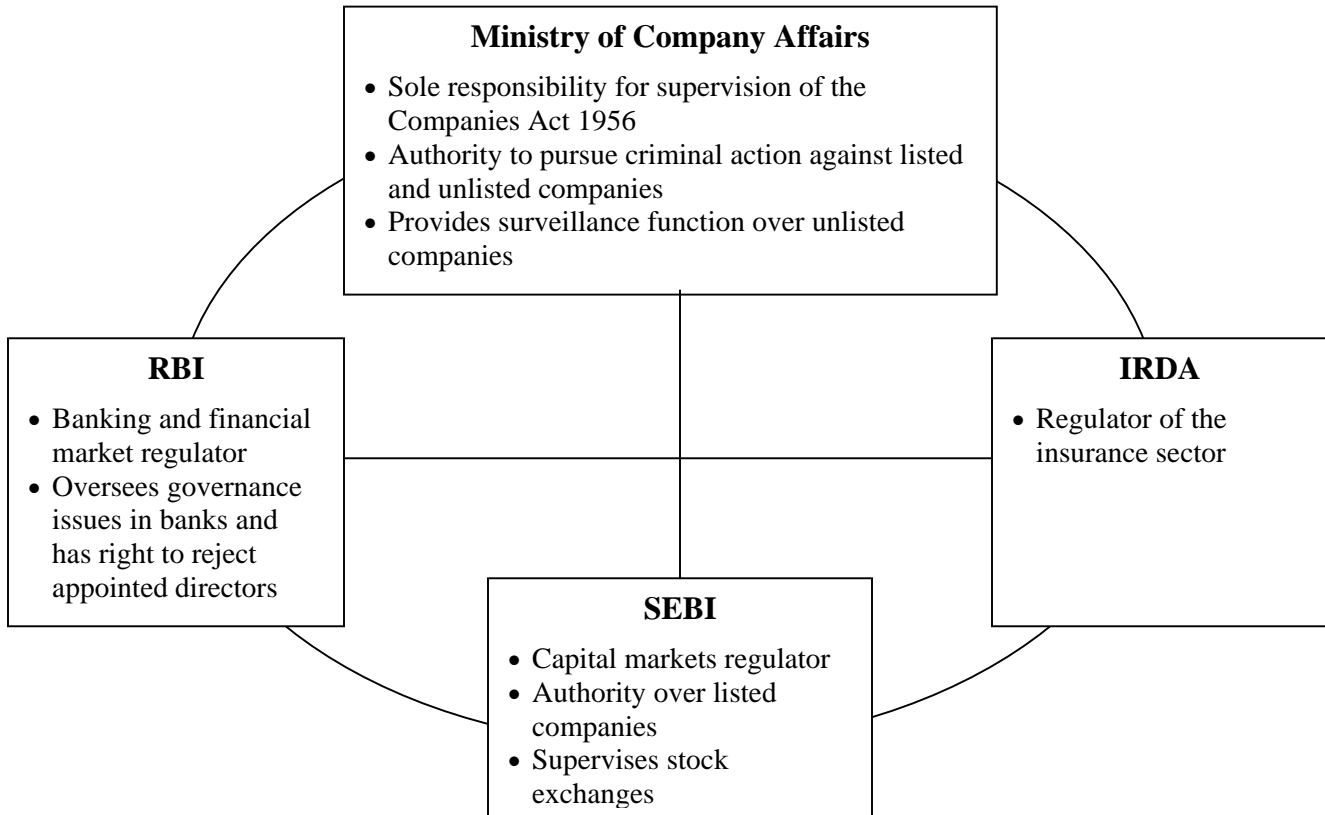 Ministry of Company Affairs
• Sole responsibility for supervision of the
Companies Act 1956
• Authority to pursue criminal action against listed
and unlisted companies
• Provides surveillance function over unlisted
companies
RBI
• Banking and financial
market regulator
• Oversees governance
issues in banks and
has right to reject
appointed directors
IRDA
• Regulator of the
insurance sector
SEBI
• Capital markets regulator
• Authority over listed
companies
• Supervises stock
exchanges